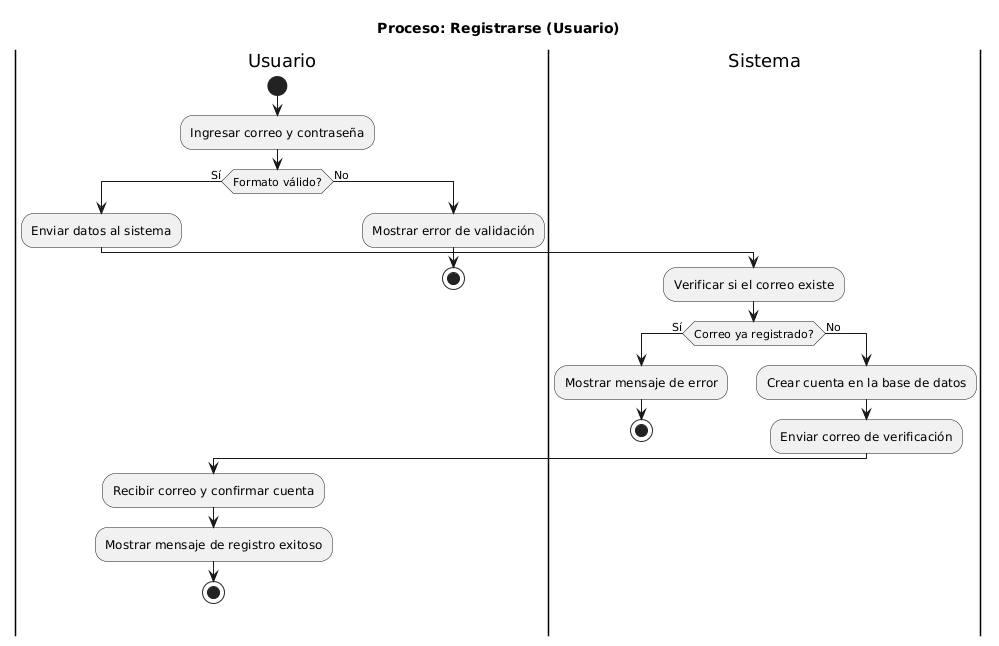 Proceso: Registrarse (Usuario)
Usuario
Sistema
Ingresar correo y contraseña
Sí
Formato válido?
No
Enviar datos al sistema
Mostrar error de validación
Verificar si el correo existe
Sí
Correo ya registrado?
No
Mostrar mensaje de error
Crear cuenta en la base de datos
Enviar correo de verificación
Recibir correo y confirmar cuenta
Mostrar mensaje de registro exitoso